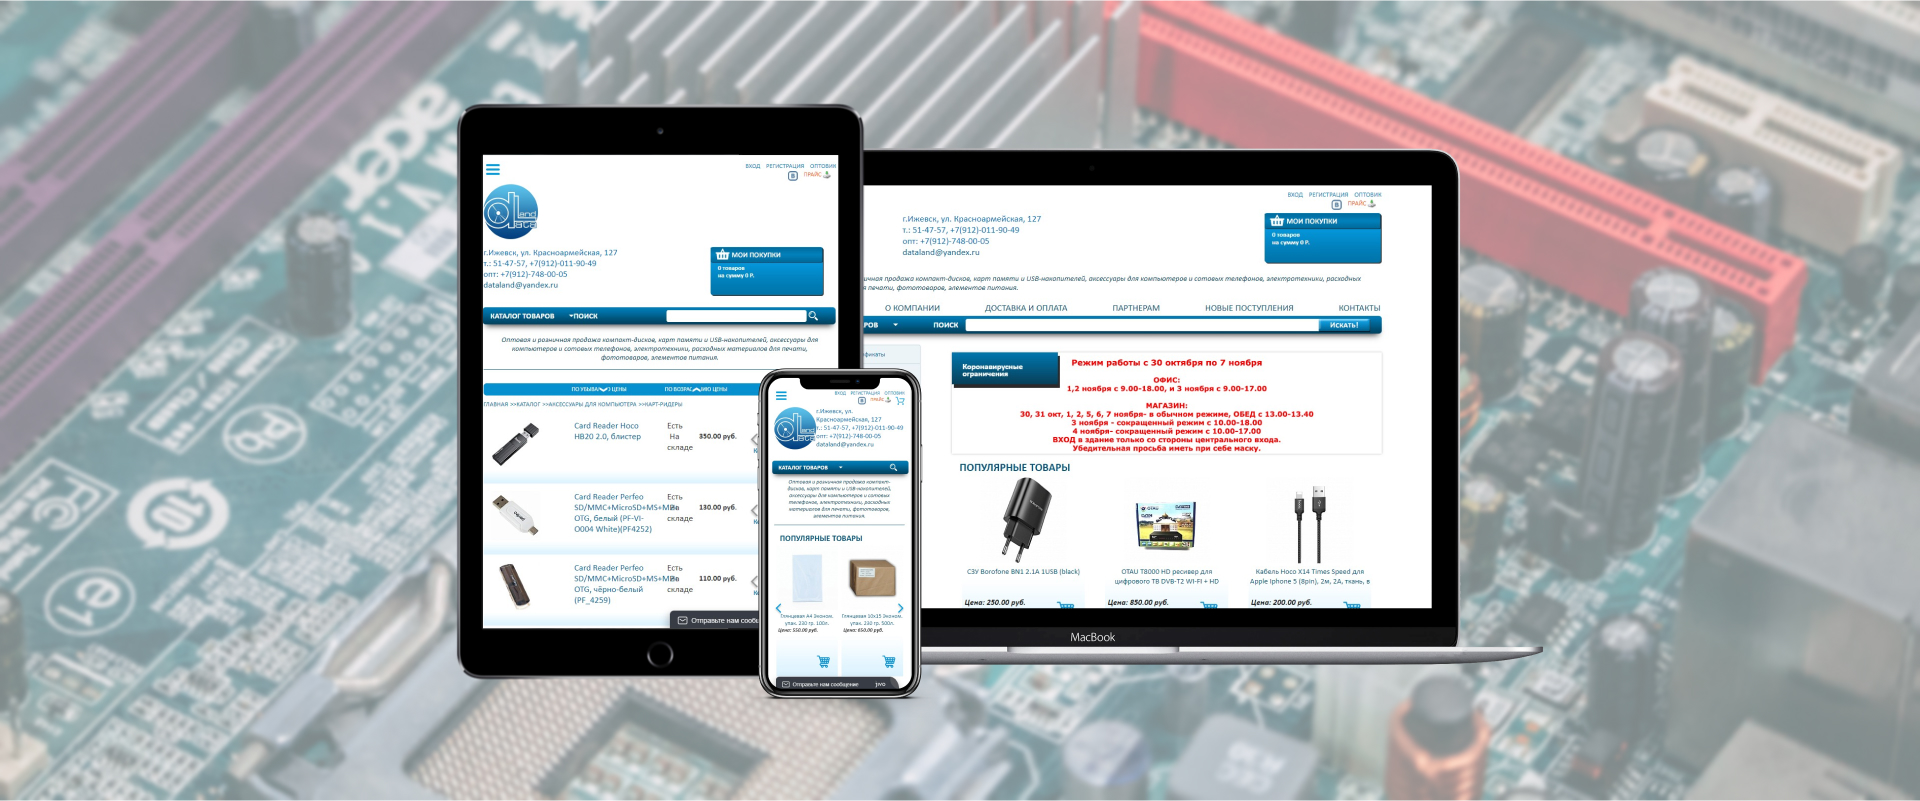 acer
ВХОД РЕГИСТРАЦИЯ ОПТОВИК
ПРАЙС
Land
Data
г.Ижевск, ул. Красноармейская, 127
т.: 51-47-57, +7(912)-011-90-49
опт: +7(912)-748-00-05
dataland@yandex.ru
МОИ ПОКУПКИ
0 товаров
на сумму 0 Р.
КАТАЛОГ ТОВАРОВ ПОИСК
Оптовая и розничная продажа компакт-дисков, карт памяти и USB-накопителей, аксессуары для
компьютеров и сотовых телефонов, электротехники, расходных материалов для печати,
фототоваров, элементов питания.
ПО УБЫВА ЦЕНЫ ПО ВОЗРАС ИЮ ЦЕНЫ
ГЛАВНАЯ >>КАТАЛОГ >>АКСЕССУАРЫ ДЛЯ КОМПЬЮТЕРА >>КАРТ-РИДЕРЫ
Card Reader Hoco
HB20 2.0, блистер
Есть
На
складе
350.00 руб.
Card Reader Perfeo
SD/MMC+MicroSD+MS+M2
OTG, белый (PF-VI-
O004 White)(PF4252)
Есть
На
складе
130.00 руб.
Card Reader Perfeo
SD/MMC+MicroSD+MS+M2
OTG, чёрно-белый
(PF_4259)
Есть
На
складе
110.00 руб.
Отправьте нам сообщ
ВХОД РЕГИСТРАЦИЯ ОПТОВИК
ПРАЙС
Land
Data
г.Ижевск, ул.
Красноармейская, 127
т.: 51-47-57, +7(912)-011-90-49
опт: +7(912)-748-00-05
dataland@yandex.ru
КАТАЛОГ ТОВАРОВ
Оптовая и розничная продажа компакт-
дисков, карт памяти и USB-накопителей,
аксессуары для компьютеров и сотовых
телефонов, электротехники, расходных
материалов для печати, фототоваров,
элементов питания.
ПОПУЛЯРНЫЕ ТОВАРЫ
Глянцевая А4 Эконом.
упак. 230 гр. 100л.
Цена: 550.00 руб.
Глянцевая 10х15 Эконом.
упак. 230 гр. 500л.
Цена: 650.00 руб.
Отправьте нам сообщение jivo
ВХОД РЕГИСТРАЦИЯ ОПТОВИК
ПРАЙС
г.Ижевск, ул. Красноармейская, 127
т.: 51-47-57, +7(912)-011-90-49
опт: +7(912)-748-00-05
dataland@yandex.ru
МОИ ПОКУПКИ
0 товаров
на сумму 0 Р.
ничная продажа компакт-дисков, карт памяти и USB-накопителей, аксессуары для компьютеров и сотовых телефонов, электротехники, расходных
я печати, фототоваров, элементов питания.
О КОМПАНИИ ДОСТАВКА И ОПЛАТА ПАРТНЕРАМ НОВЫЕ ПОСТУПЛЕНИЯ КОНТАКТЫ
РОВ ПОИСК Искать!
фикаты
Коронавирусные
ограничения
Режим работы с 30 октября по 7 ноября
ОФИС:
1,2 ноября с 9.00-18.00, и 3 ноября с 9.00-17.00
МАГАЗИН:
30, 31 окт, 1, 2, 5, 6, 7 ноября- в обычном режиме, ОБЕД с 13.00-13.40
3 ноября - сокращенный режим с 10.00-18.00
4 ноября- сокращенный режим с 10.00-17.00
ВХОД в здание только со стороны центрального входа.
Убедительная просьба иметь при себе маску.
ПОПУЛЯРНЫЕ ТОВАРЫ
СЗУ Borofone BN1 2.1A 1USB (black)
Цена: 250.00 руб.
OTAU T8000 HD ресивер для
цифрового ТВ DVB-T2 WI-FI + HD
Цена: 850.00 руб.
Кабель Hoco X14 Times Speed для
Apple Iphone 5 (8pin), 2м, 2А, ткань, в
Цена: 200.00 руб.
MacBook